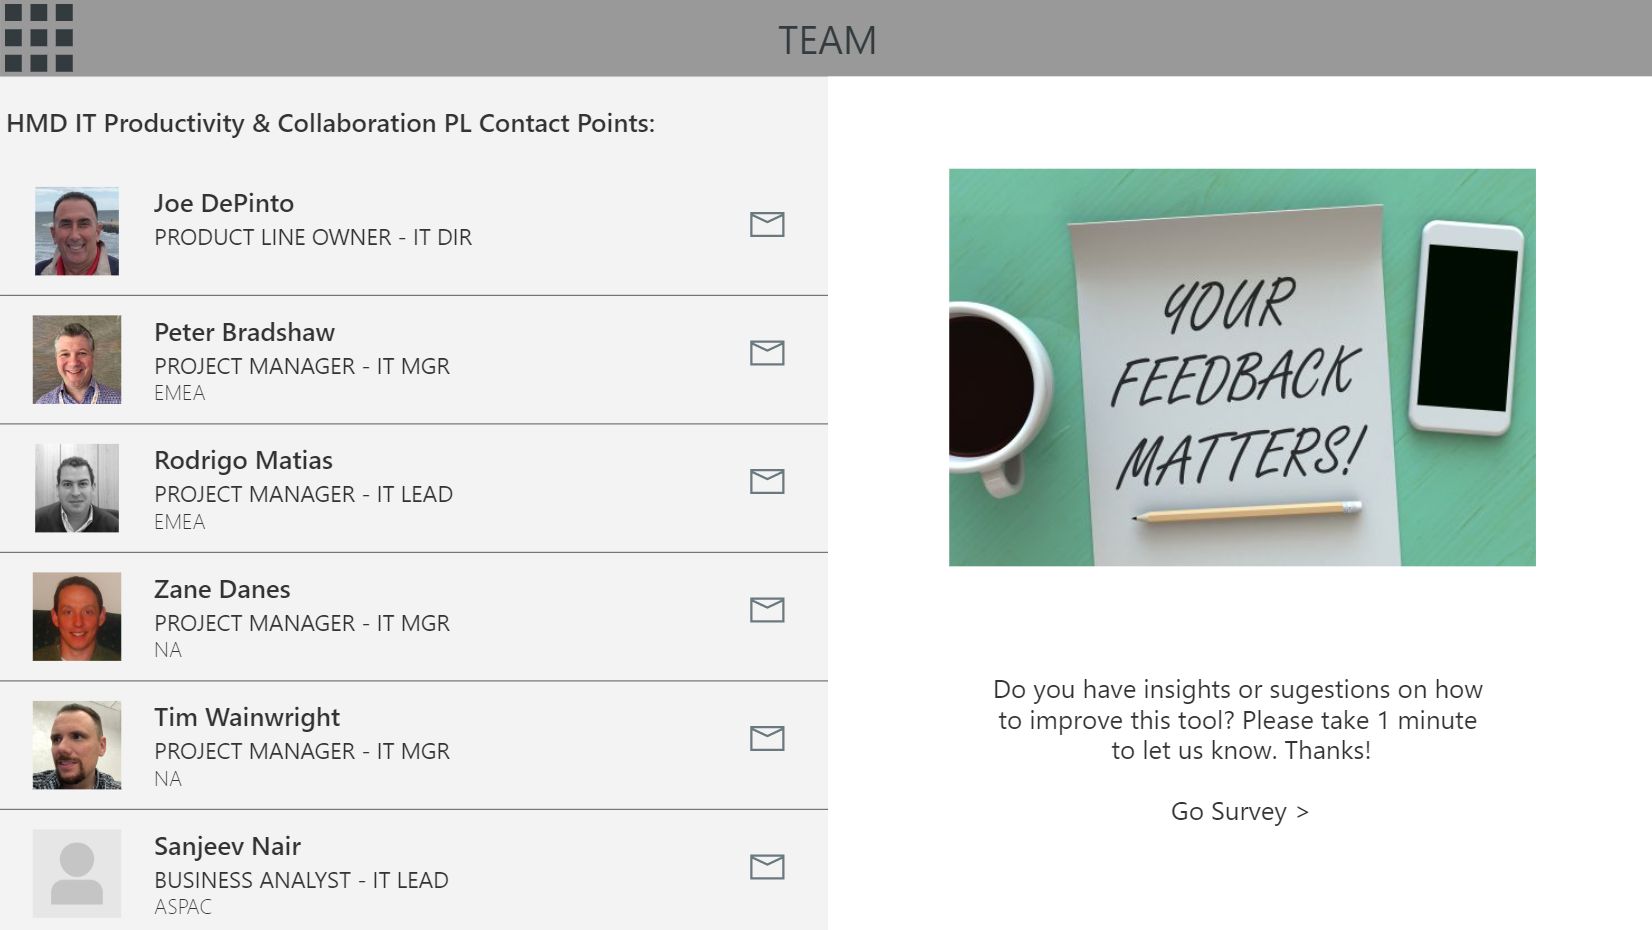 TEAM
HMD IT Productivity & Collaboration PL Contact Points:
Joe DePinto
PRODUCT LINE OWNER - IT DIR
Peter Bradshaw
PROJECT MANAGER - IT MGR
EMEA
Rodrigo Matias
PROJECT MANAGER - IT LEAD
EMEA
Zane Danes
PROJECT MANAGER - IT MGR
NA
Tim Wainwright
PROJECT MANAGER - IT MGR
NA
Sanjeev Nair
BUSINESS ANALYST - IT LEAD
ASPAC
YOUR
FEEDBACK
MATTERS!
Do you have insights or sugestions on how
to improve this tool? Please take 1 minute
to let us know. Thanks!
Go Survey >